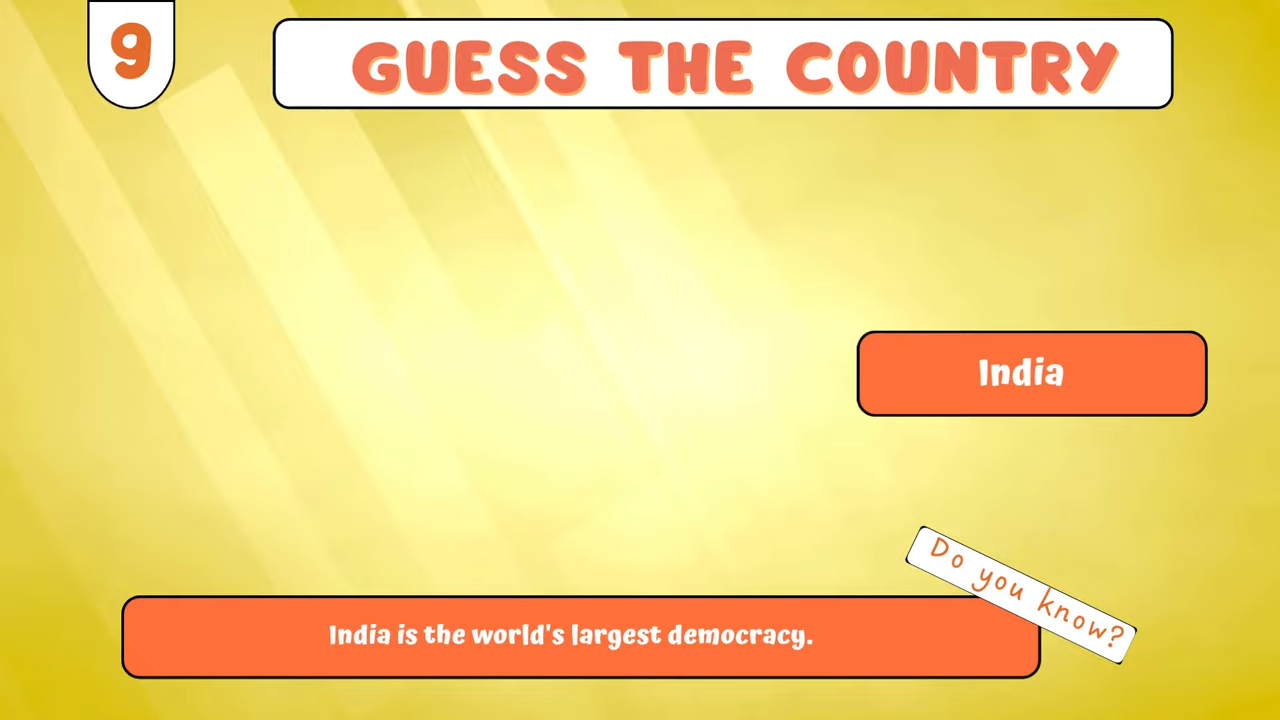 9
GUESS THE COUNTRY
India
Do you know?
India is the world's largest democracy.